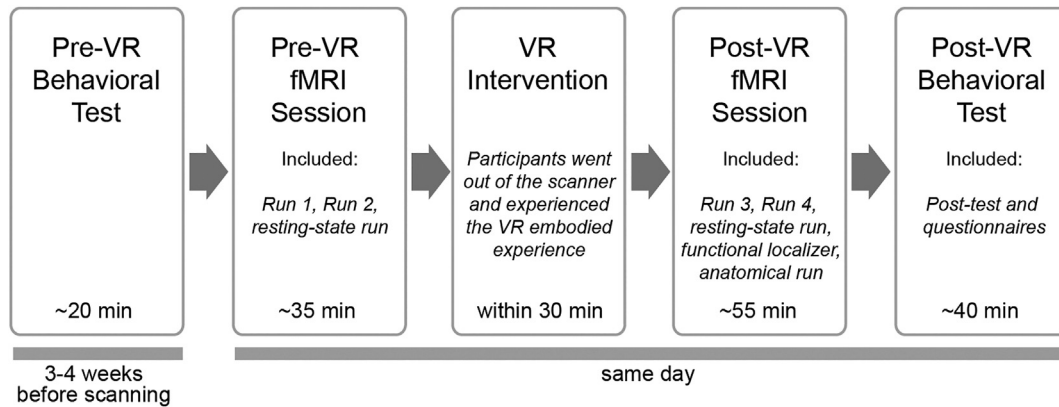 Pre-VR
Behavioral
Test
~20 min
Pre-VR
fMRI
Session
Included:
Run 1, Run 2,
resting-state run
~35 min
VR
Intervention
Participants went
out of the scanner
and experienced
the VR embodied
experience
within 30 min
Post-VR
fMRI
Session
Included:
Run 3, Run 4,
resting-state run,
functional localizer,
anatomical run
~55 min
Post-VR
Behavioral
Test
Included:
Post-test and
questionnaires
~40 min
3-4 weeks
before scanning
same day